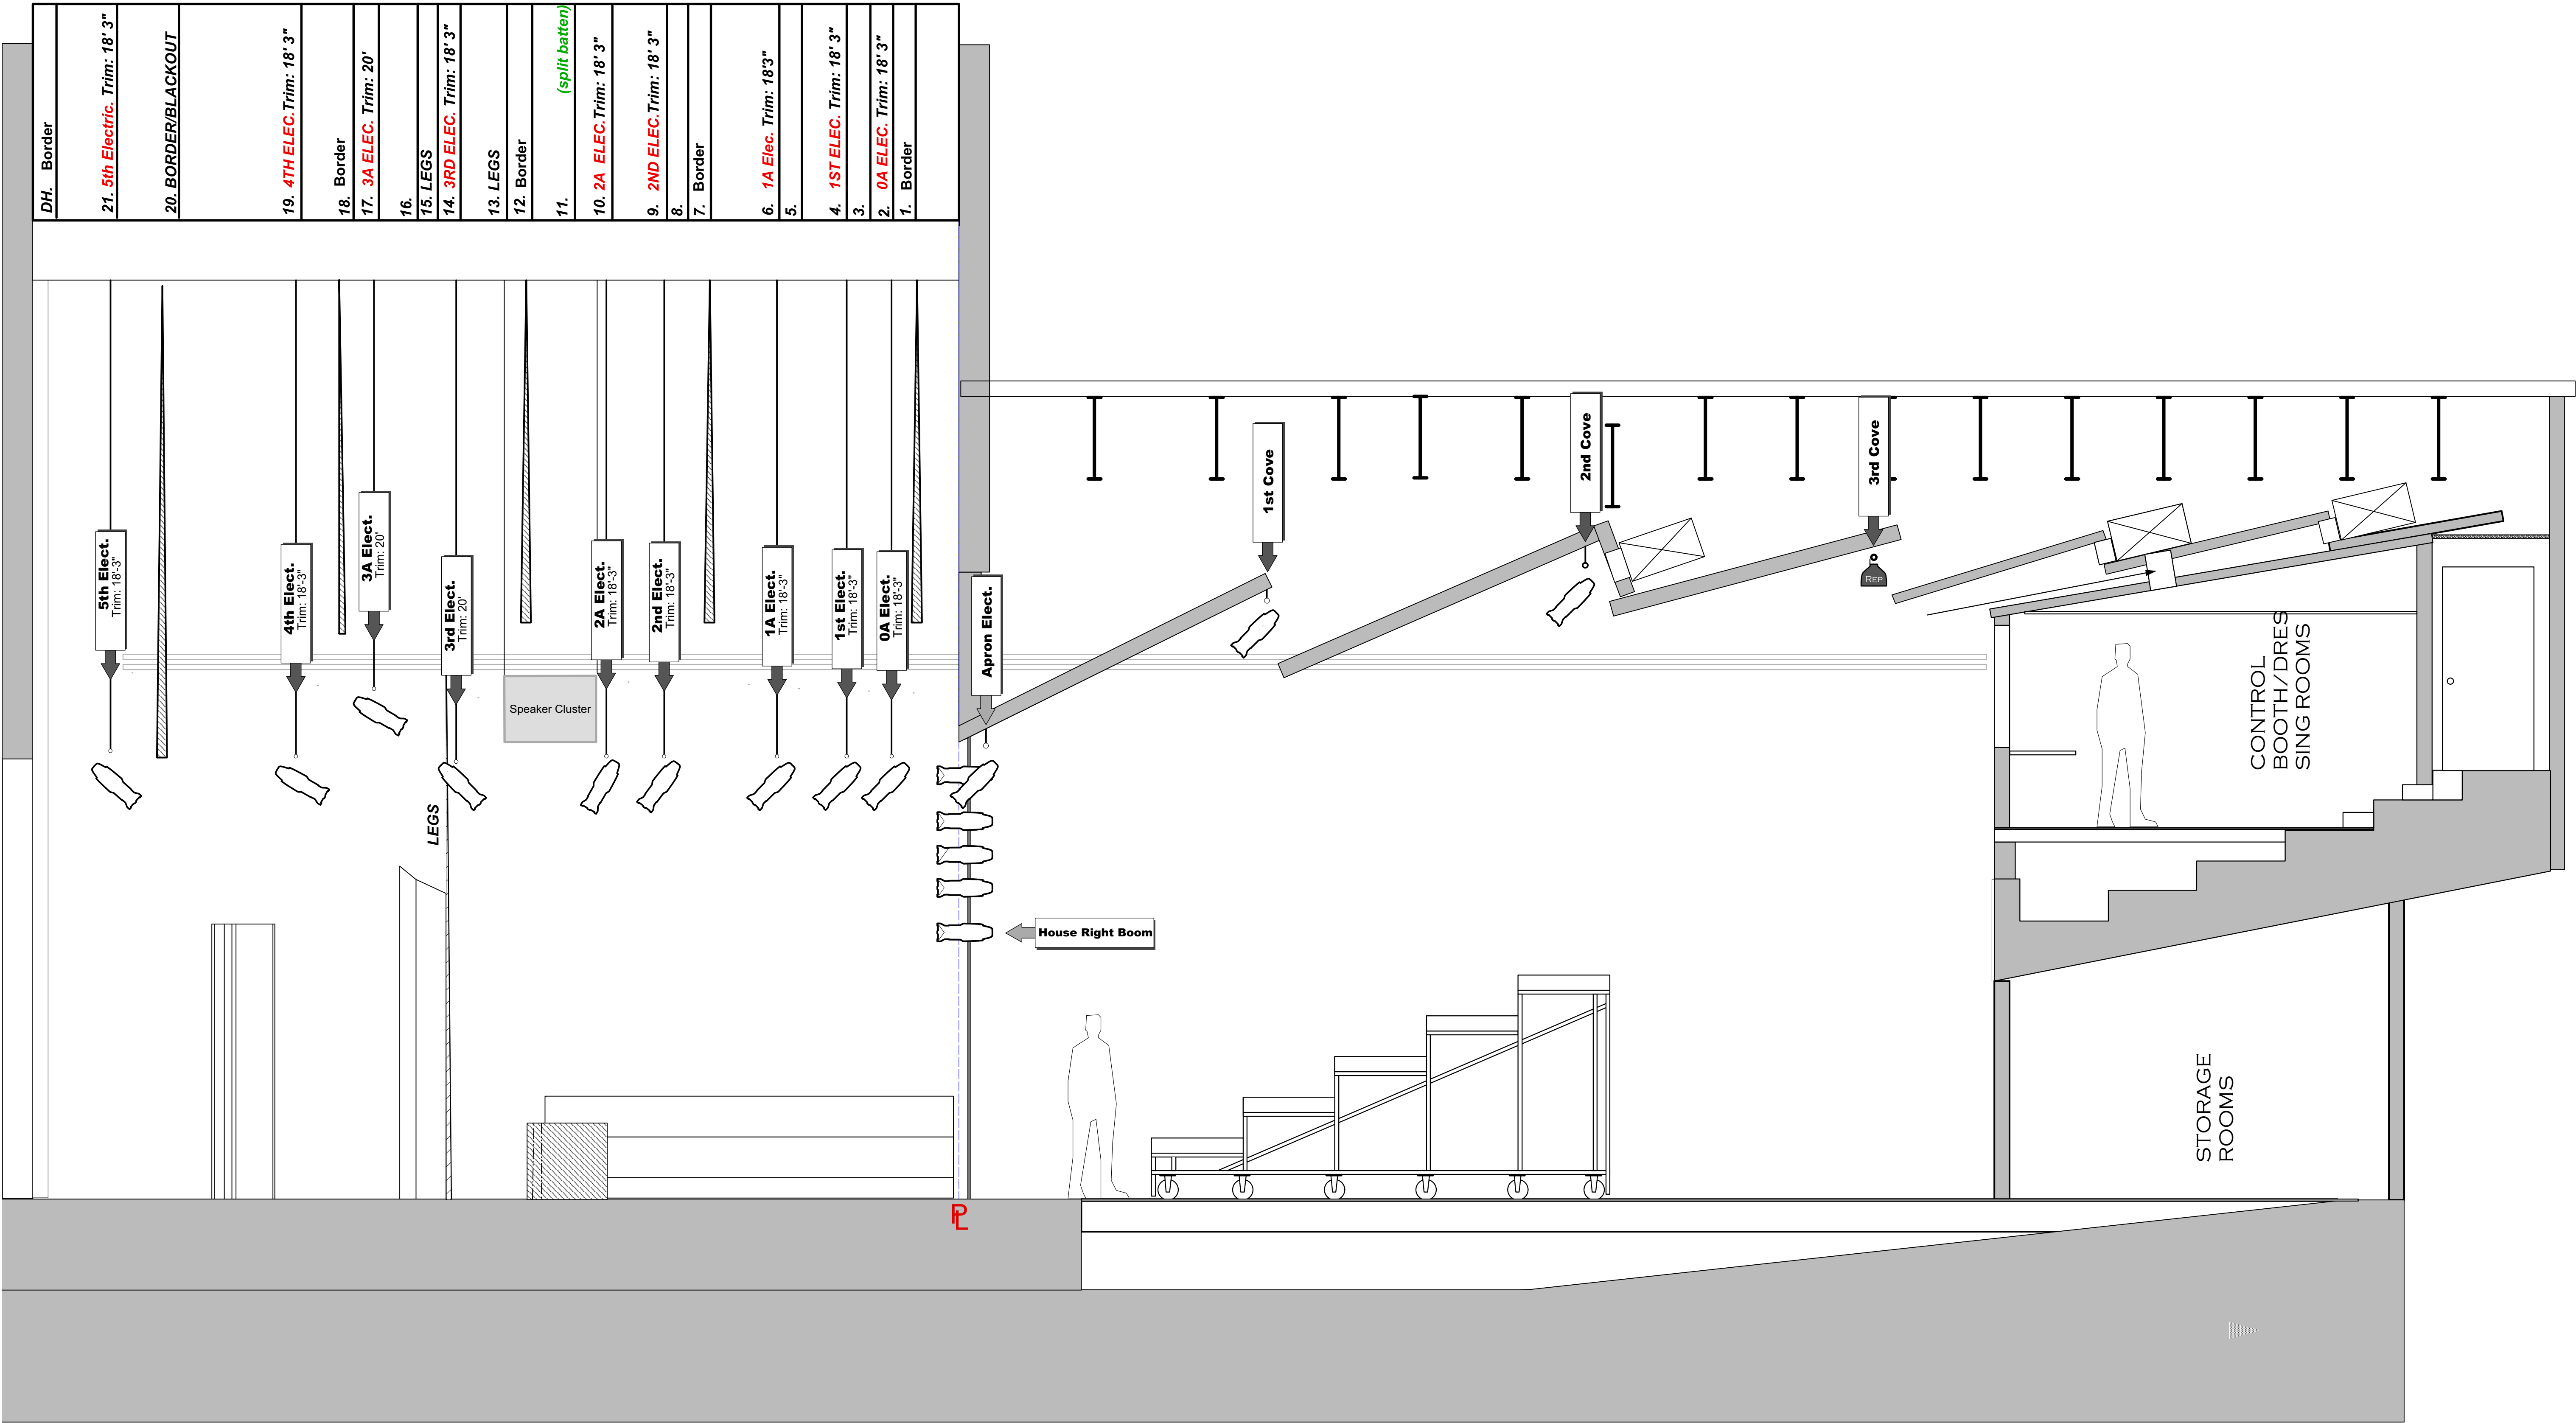 DH. Border
21. 5th Electric. Trim: 18' 3"
20. BORDER/BLACKOUT
19. 4TH ELEC. Trim: 18' 3"
18. Border
17. 3A ELEC. Trim: 20'
16.
15. LEGS
14. 3RD ELEC. Trim: 18' 3"
13. LEGS
12. Border
11. (split batten)
10. 2A ELEC. Trim: 18' 3"
9. 2ND ELEC. Trim: 18' 3"
8.
7. Border
6. 1A Elec. Trim: 18'3"
5.
4. 1ST ELEC. Trim: 18' 3"
3.
2. 0A ELEC. Trim: 18' 3"
1. Border
5th Elect.
Trim: 18'-3"
4th Elect.
Trim: 18'-3"
3A Elect.
Trim: 20'
3rd Elect.
Trim: 20'
2A Elect.
Trim: 18'-3"
2nd Elect.
Trim: 18'-3"
1A Elect.
Trim: 18'-3"
1st Elect.
Trim: 18'-3"
0A Elect.
Trim: 18'-3"
Apron Elect.
1st Cove
2nd Cove
3rd Cove
REP
Speaker Cluster
LEGS
House Right Boom
CONTROL
BOOTH/DRES
SING ROOMS
STORAGE
ROOMS
PL